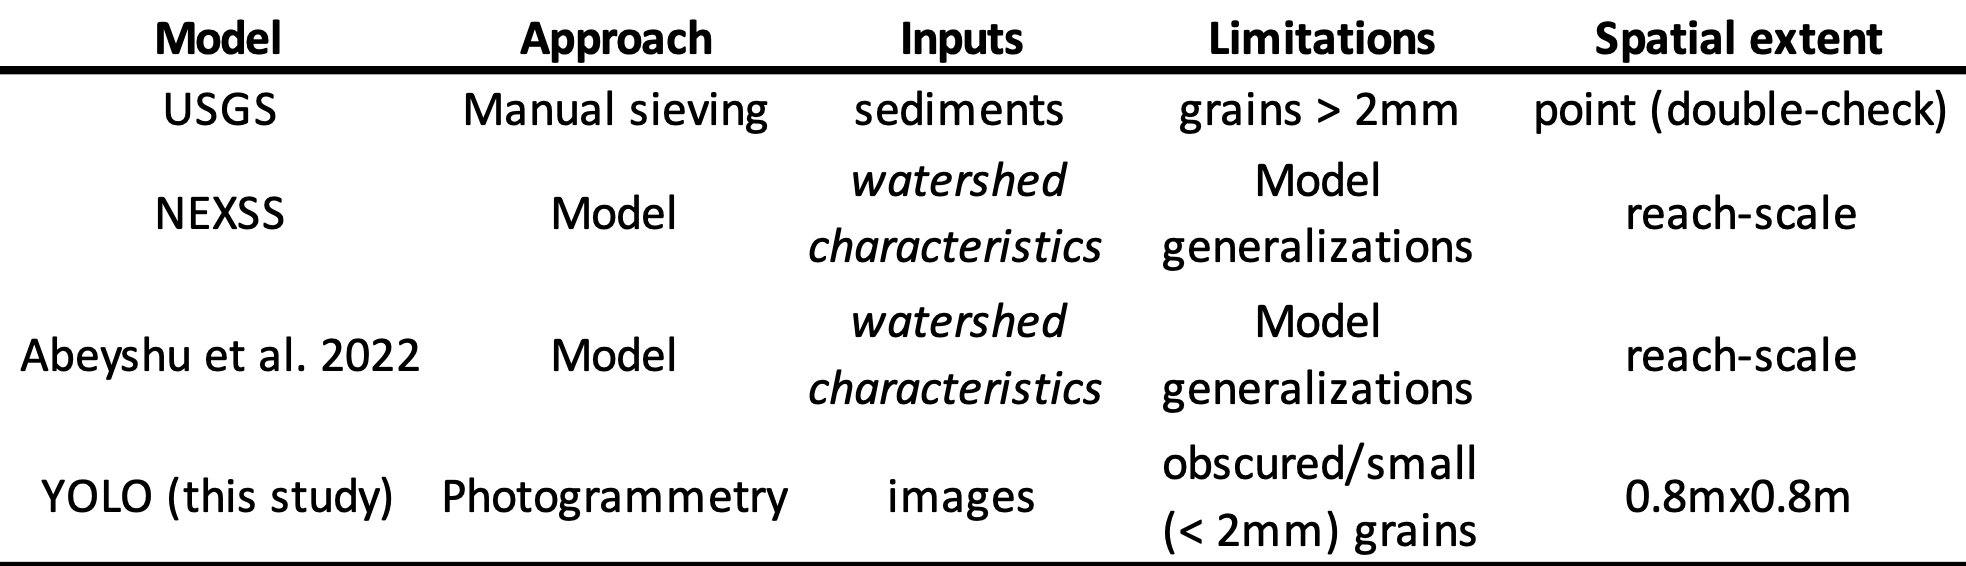 Model Approach Inputs Limitations Spatial extent
USGS Manual sieving sediments grains > 2mm point (double-check)
NEXSS Model watershed characteristics Model generalizations reach-scale
Abeyshu et al. 2022 Model watershed characteristics Model generalizations reach-scale
YOLO (this study) Photogrammetry images obscured/small (< 2mm) grains 0.8mx0.8m